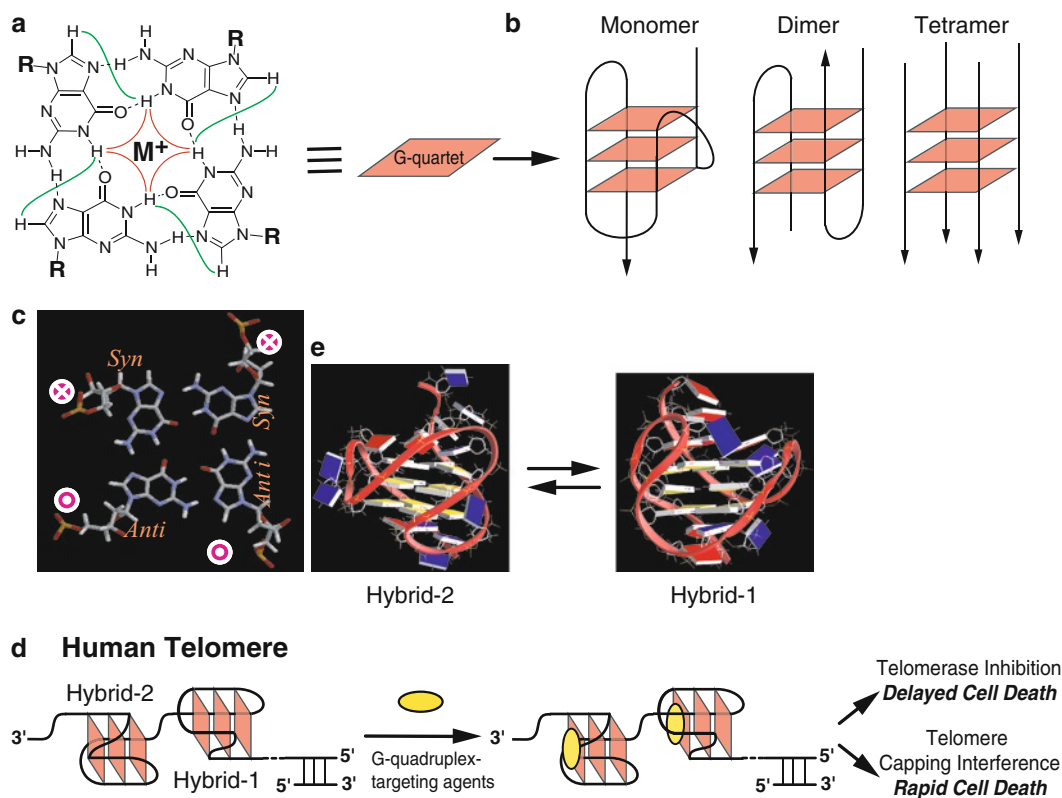 a
H
R
N
H
N
N
R
H
N
N
H
N
N
N
N
O
H
N
O
N
N
H
H
N
H
H
M⁺
H
H
N
H
H
N
H
O
H
O
N
N
H
N
N
H
N
N
N
H
N
N
R
R
H
H
G-quartet
b
Monomer
Dimer
Tetramer
c
Syn
Syn
Anti
Anti
e
Hybrid-2
Hybrid-1
d
Human Telomere
Hybrid-2
3'
Hybrid-1
5'
5'
3'
G-quadruplex-
targeting agents
3'
5'
5'
3'
Telomerase Inhibition
Delayed Cell Death
Telomere
Capping Interference
Rapid Cell Death